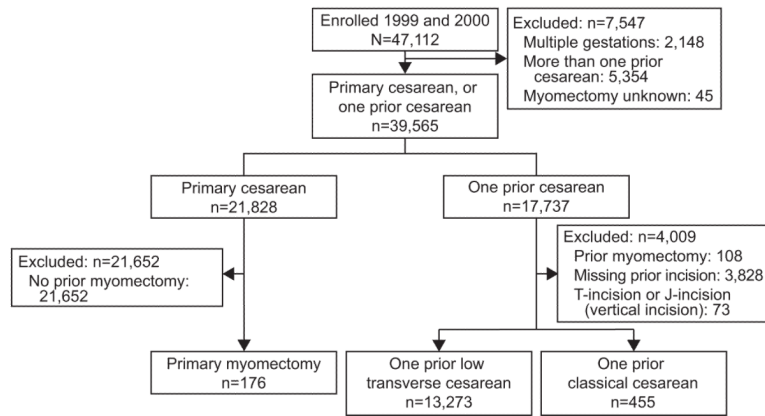 Enrolled 1999 and 2000
N=47,112
Excluded: n=7,547
Multiple gestations: 2,148
More than one prior
cesarean: 5,354
Myomectomy unknown: 45
Primary cesarean, or
one prior cesarean
n=39,565
Primary cesarean
n=21,828
One prior cesarean
n=17,737
Excluded: n=21,652
No prior myomectomy:
21,652
Excluded: n=4,009
Prior myomectomy: 108
Missing prior incision: 3,828
T-incision or J-incision
(vertical incision): 73
Primary myomectomy
n=176
One prior low
transverse cesarean
n=13,273
One prior
classical cesarean
n=455